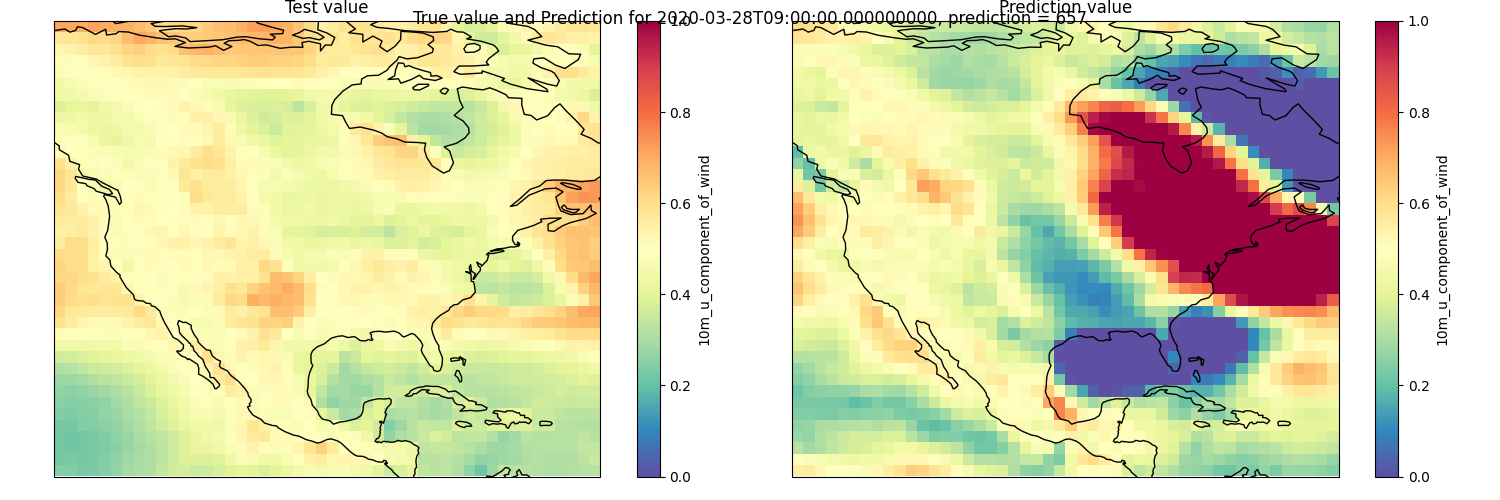 Test value
True value and Prediction for 2020-03-28T09:00:00.000000000, prediction = 657
Prediction value
1.0
0.8
0.6
0.4
0.2
0.0
10m_u_component_of_wind
1.0
0.8
0.6
0.4
0.2
0.0
10m_u_component_of_wind